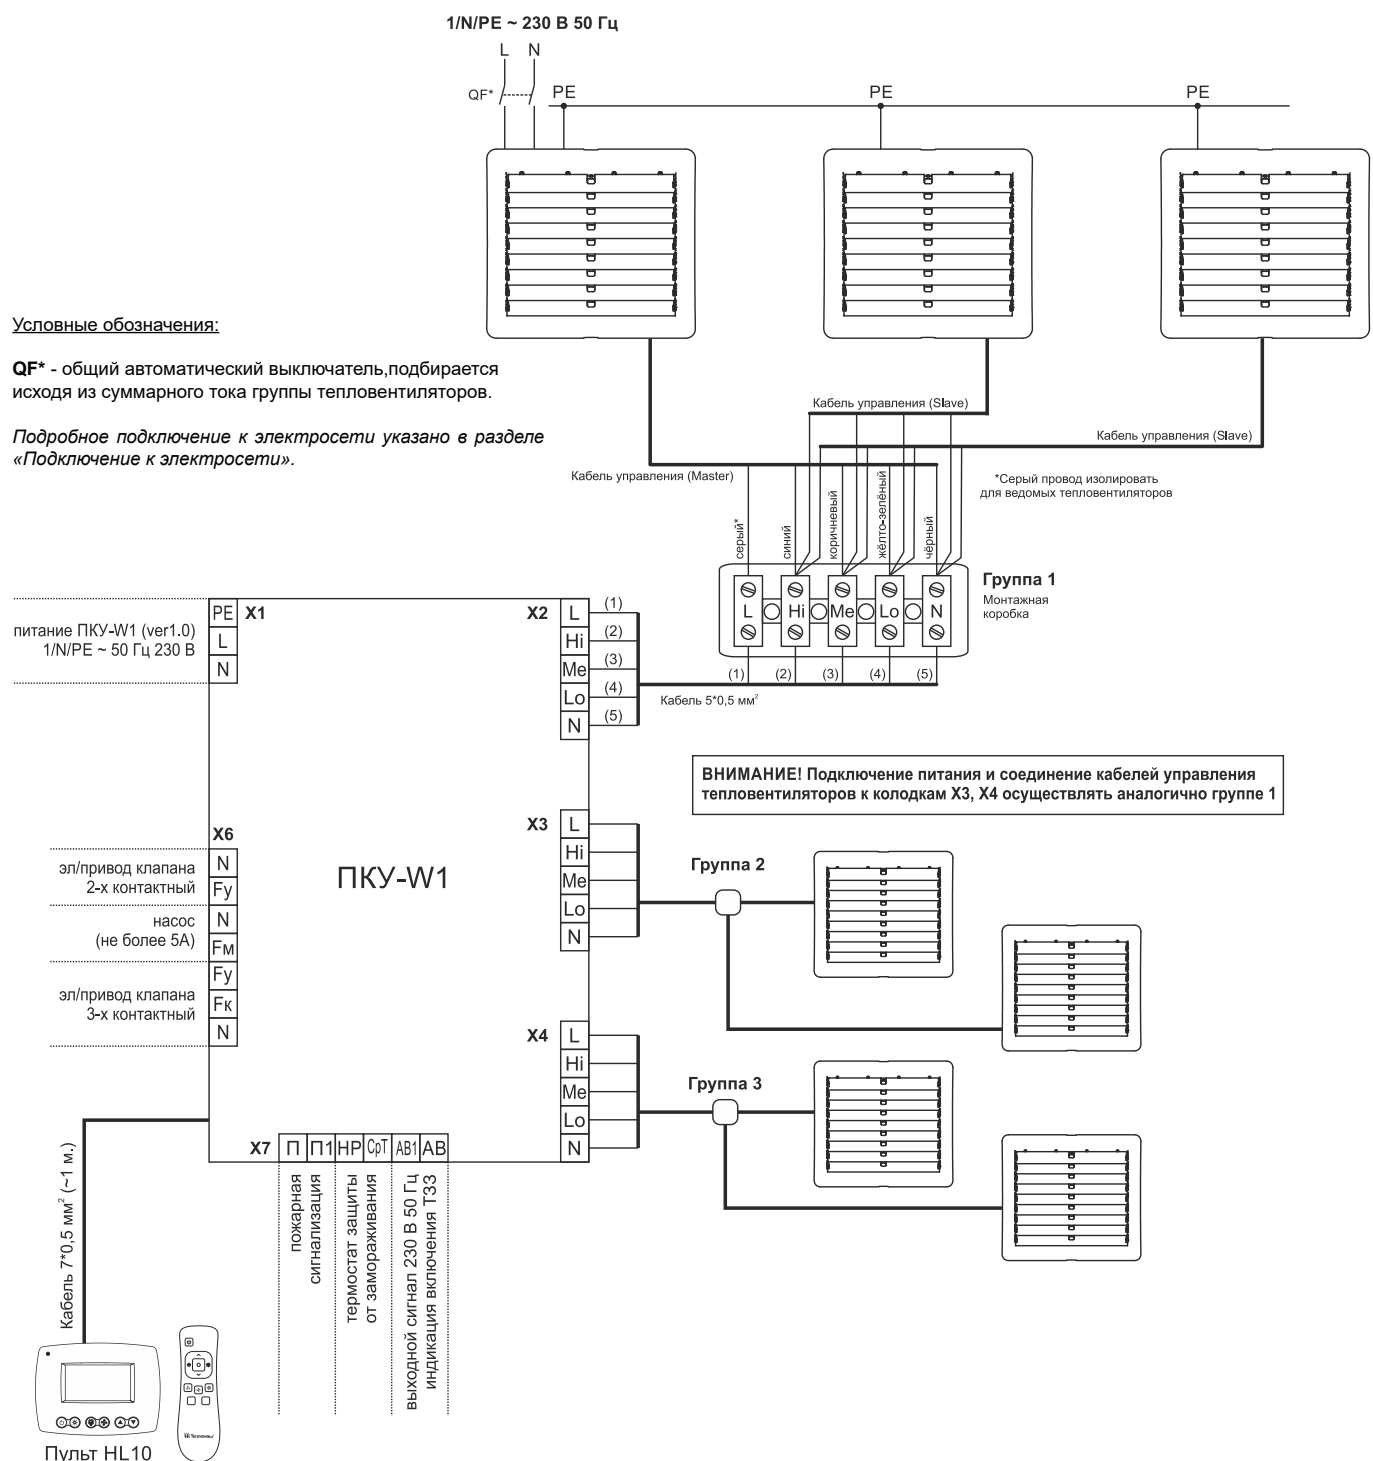 1/N/PE ~ 230 В 50 Гц
L N
QF*
PE
PE
PE
Условные обозначения:
QF* - общий автоматический выключатель,подбирается
исходя из суммарного тока группы тепловентиляторов.
Подробное подключение к электросети указано в разделе
«Подключение к электросети».
Кабель управления (Slave)
Кабель управления (Slave)
Кабель управления (Master)
*Серый провод изолировать
для ведомых тепловентиляторов
серый*
синий
коричневый
жёлто-зелёный
чёрный
Группа 1
Монтажная
коробка
L Hi Me Lo N
(1) (2) (3) (4) (5)
Кабель 5*0,5 мм²
питание ПКУ-W1 (ver1.0)
1/N/PE ~ 50 Гц 230 В
PE
L
N
X1
X2
L
Hi
Me
Lo
N
(1)
(2)
(3)
(4)
(5)
ВНИМАНИЕ! Подключение питания и соединение кабелей управления
тепловентиляторов к колодкам X3, X4 осуществлять аналогично группе 1
ПКУ-W1
X6
эл/привод клапана
2-х контактный
насос
(не более 5А)
эл/привод клапана
3-х контактный
N
Fу
N
Fм
Fу
Fк
N
X3
L
Hi
Me
Lo
N
Группа 2
X4
L
Hi
Me
Lo
N
Группа 3
X7
П П1 НР СрТ АВ1 АВ
пожарная
сигнализация
термостат защиты
от замораживания
выходной сигнал 230 В 50 Гц
индикация включения ТЗЗ
Кабель 7*0,5 мм² (~1 м.)
Пульт HL10